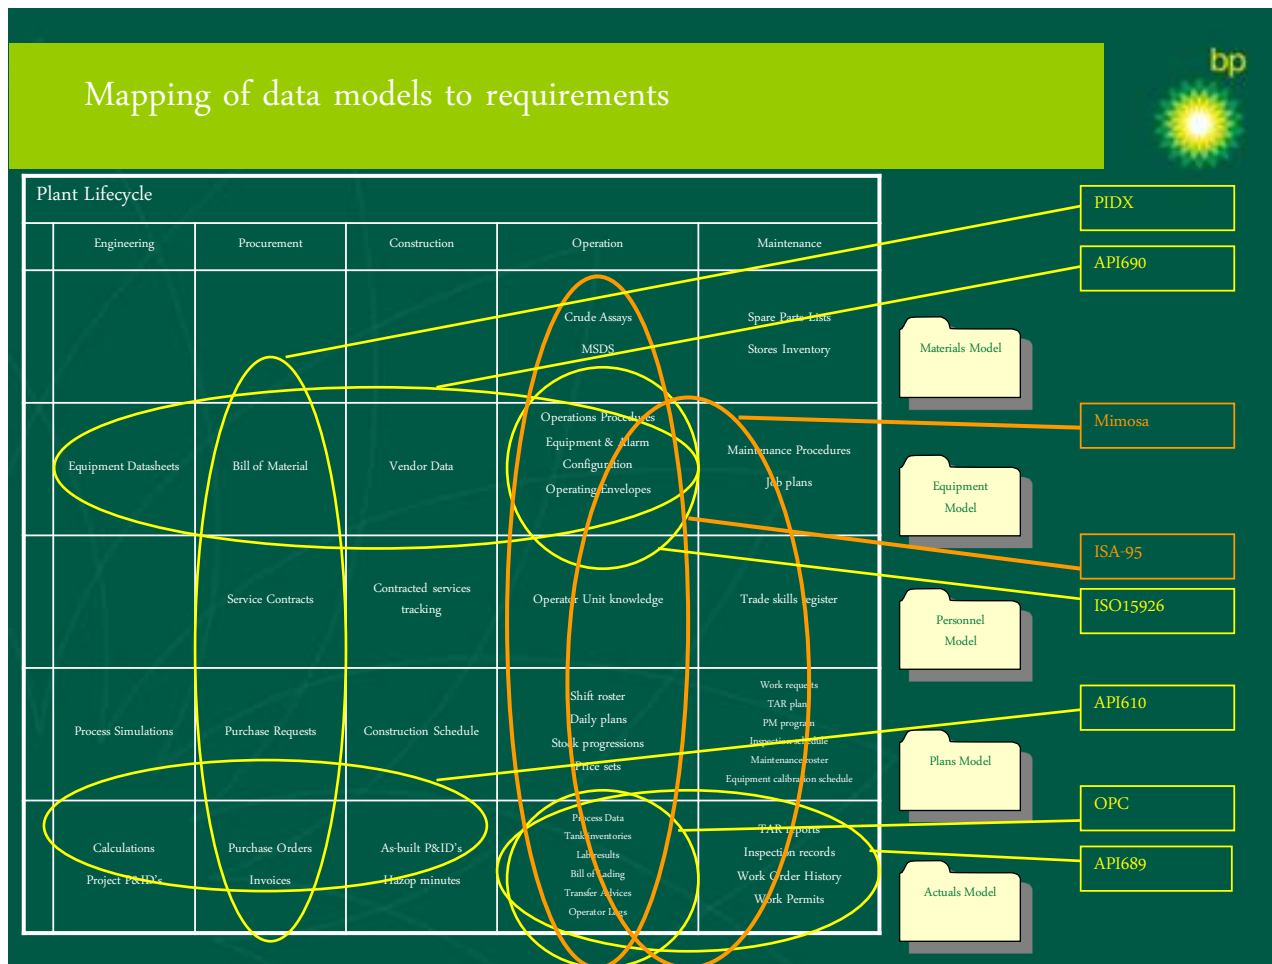 bp
Mapping of data models to requirements
Plant Lifecycle
Engineering
Procurement
Construction
Operation
Maintenance
Crude Assays
MSDS
Spare Parts Lists
Stores Inventory
Materials Model
Equipment Datasheets
Bill of Material
Vendor Data
Operations Procedures
Equipment & Alarm
Configuration
Operating Envelopes
Maintenance Procedures
Job plans
Equipment
Model
Service Contracts
Contracted services
tracking
Operator Unit knowledge
Trade skills register
Personnel
Model
Process Simulations
Purchase Requests
Construction Schedule
Shift roster
Daily plans
Stock progressions
Price sets
Work requests
TAR plan
PM program
Inspection schedule
Maintenance roster
Equipment calibration schedule
Plans Model
Calculations
Project P&ID's
Purchase Orders
Invoices
As-built P&ID's
Hazop minutes
Process Data
Tank inventories
Lab results
Bill of Lading
Transfer Advices
Operator Logs
TAR reports
Inspection records
Work Order History
Work Permits
Actuals Model
PIDX
API690
Mimosa
ISA-95
ISO15926
API610
OPC
API689